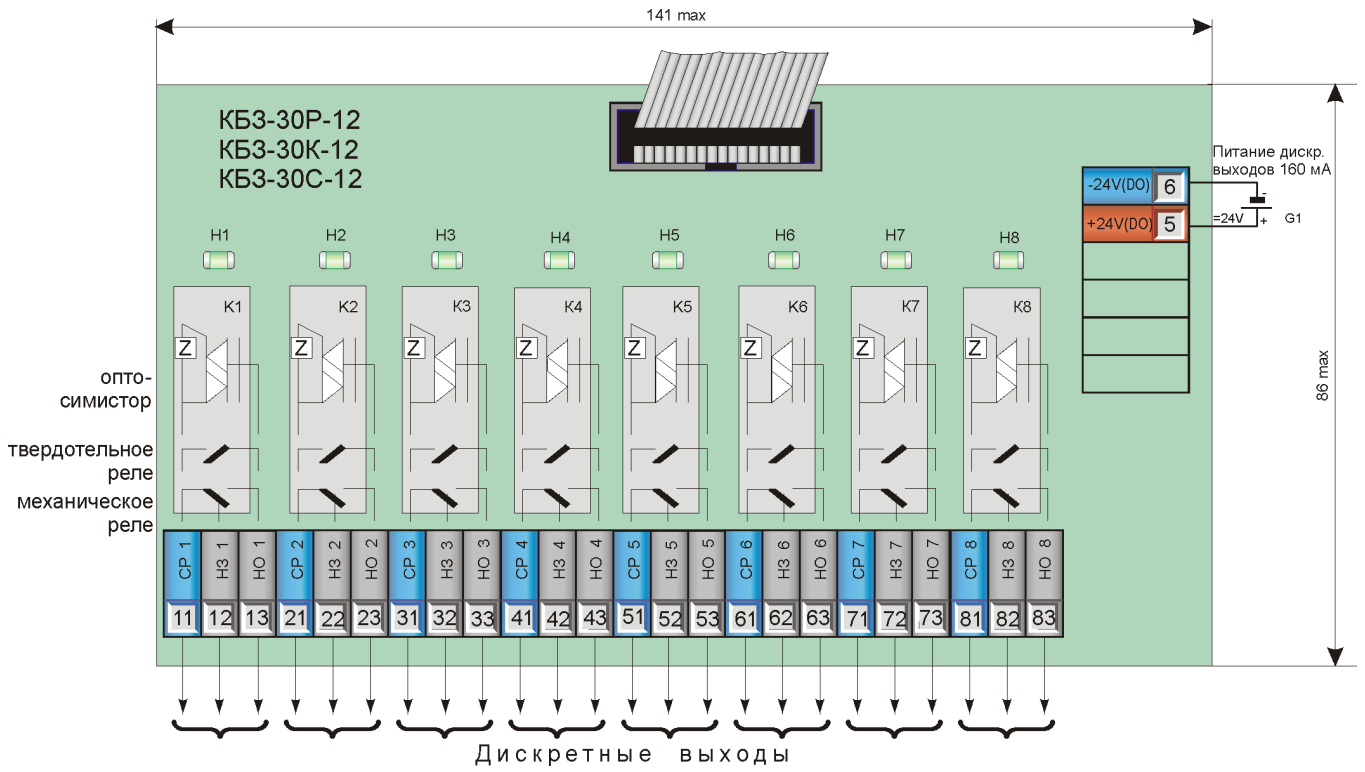 141 max
КБЗ-30Р-12
КБЗ-30К-12
КБЗ-30С-12
Питание дискр.
выходов 160 мА
-24V(DO) 6
-
+24V(DO) 5
=24V + G1
86 max
H1 H2 H3 H4 H5 H6 H7 H8
K1 K2 K3 K4 K5 K6 K7 K8
Z Z Z Z Z Z Z Z
опто-
симистор
твердотельное
реле
механическое
реле
СР 1 НЗ 1 НО 1 СР 2 НЗ 2 НО 2 СР 3 НЗ 3 НО 3 СР 4 НЗ 4 НО 4 СР 5 НЗ 5 НО 5 СР 6 НЗ 6 НО 6 СР 7 НЗ 7 НО 7 СР 8 НЗ 8 НО 8
11 12 13 21 22 23 31 32 33 41 42 43 51 52 53 61 62 63 71 72 73 81 82 83
Дискретные выходы